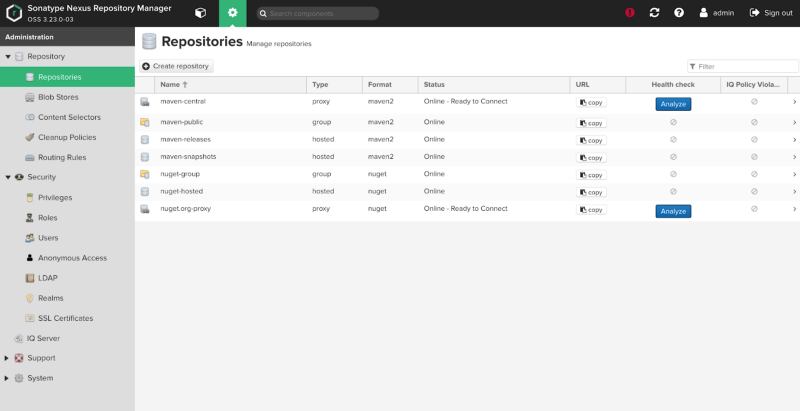 Sonatype Nexus Repository Manager
OSS 3.23.0-03
Search components
admin
Sign out
Administration
Repository
Repositories
Blob Stores
Content Selectors
Cleanup Policies
Routing Rules
Security
Privileges
Roles
Users
Anonymous Access
LDAP
Realms
SSL Certificates
IQ Server
Support
System
Repositories Manage repositories
Create repository
Filter
Name Type Format Status URL Health check IQ Policy Viola...
maven-central proxy maven2 Online - Ready to Connect copy Analyze
maven-public group maven2 Online copy
maven-releases hosted maven2 Online copy
maven-snapshots hosted maven2 Online copy
nuget-group group nuget Online copy
nuget-hosted hosted nuget Online copy
nuget.org-proxy proxy nuget Online - Ready to Connect copy Analyze